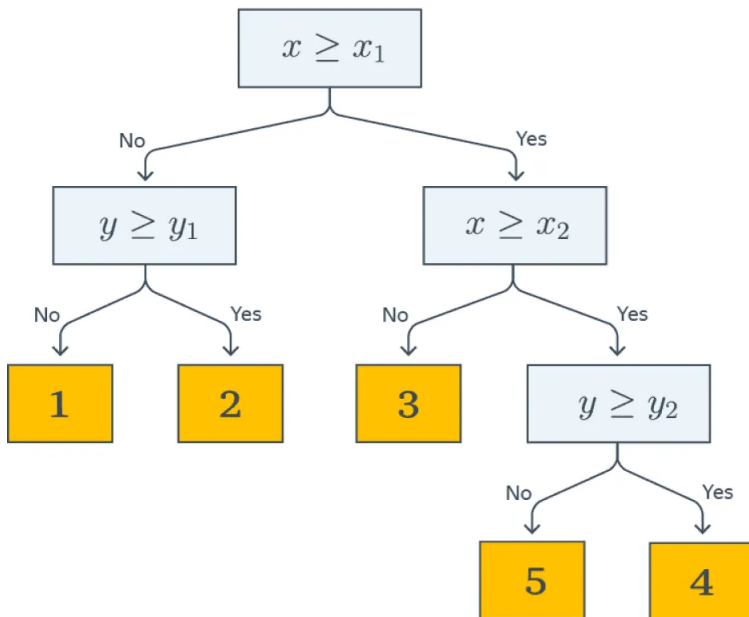 x ≥ x₁
No
Yes
y ≥ y₁
x ≥ x₂
No
Yes
No
Yes
1
2
3
y ≥ y₂
No
Yes
5
4